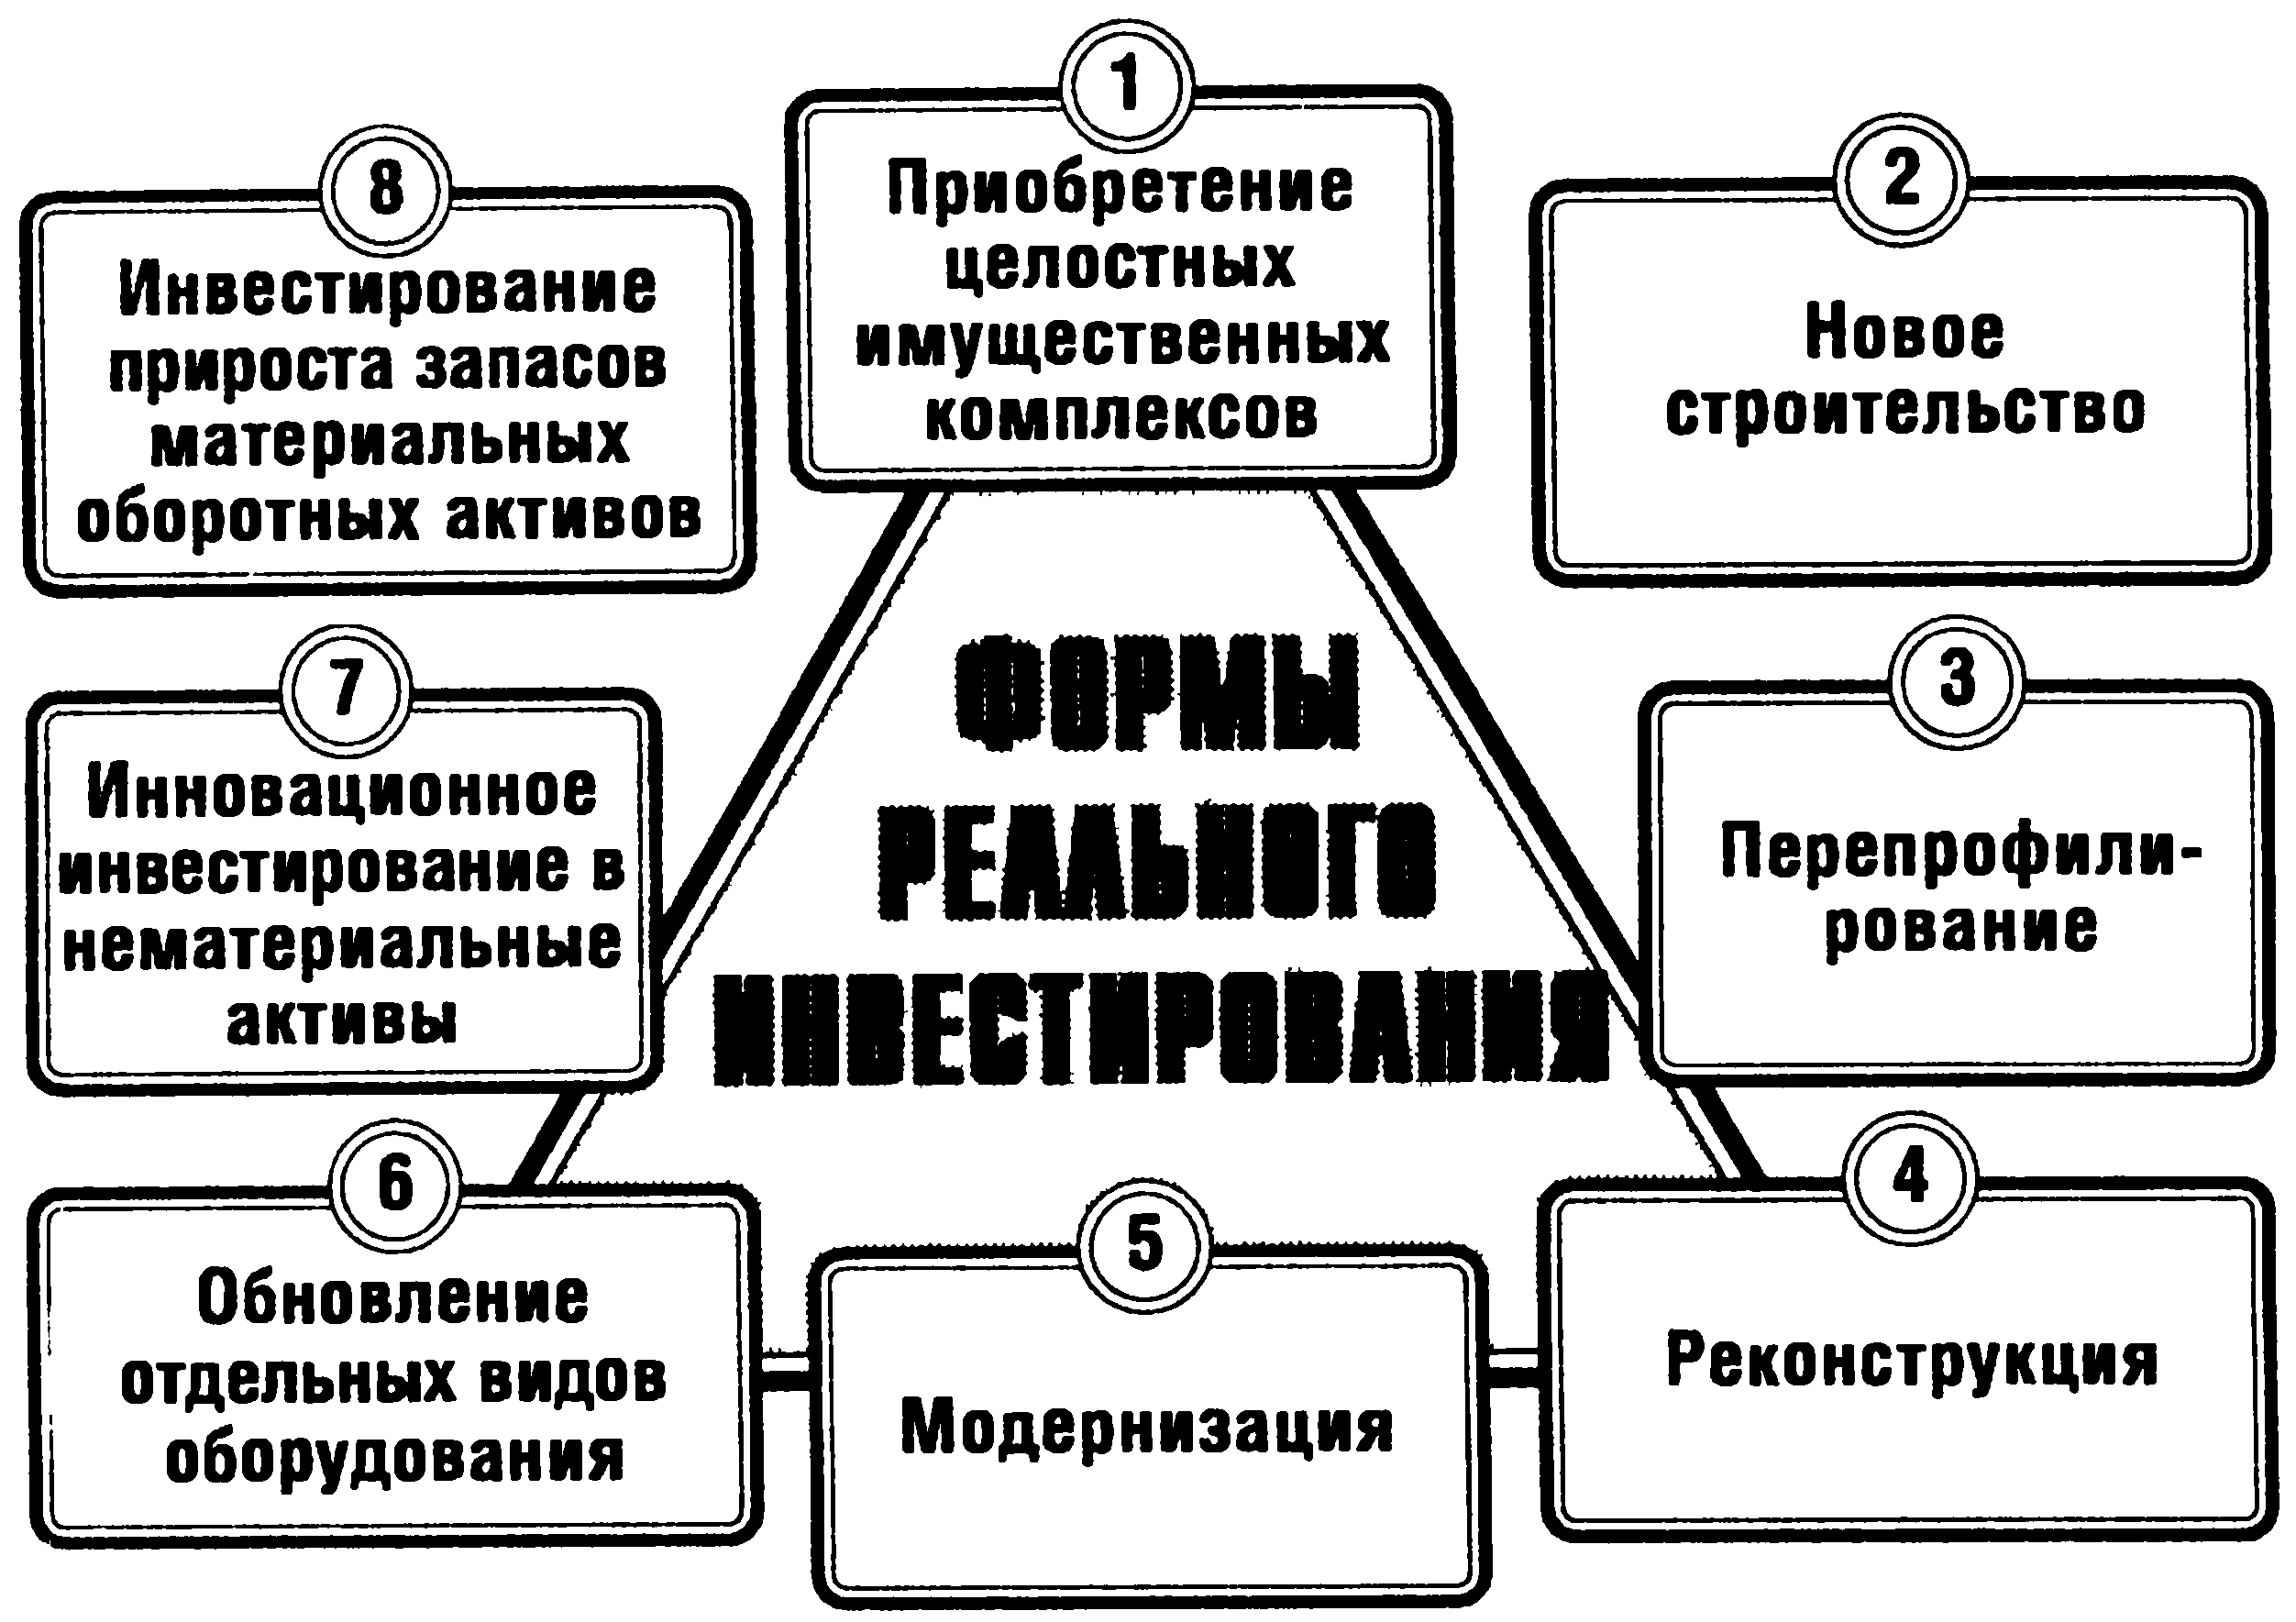 1
Приобретение
целостных
имущественных
комплексов
2
Новое
строительство
3
Перепрофили-
рование
4
Реконструкция
5
Модернизация
6
Обновление
отдельных видов
оборудования
7
Инновационное
инвестирование в
нематериальные
активы
8
Инвестирование
прироста запасов
материальных
оборотных активов
ФОРМЫ
РЕАЛЬНОГО
ИНВЕСТИРОВАНИЯ